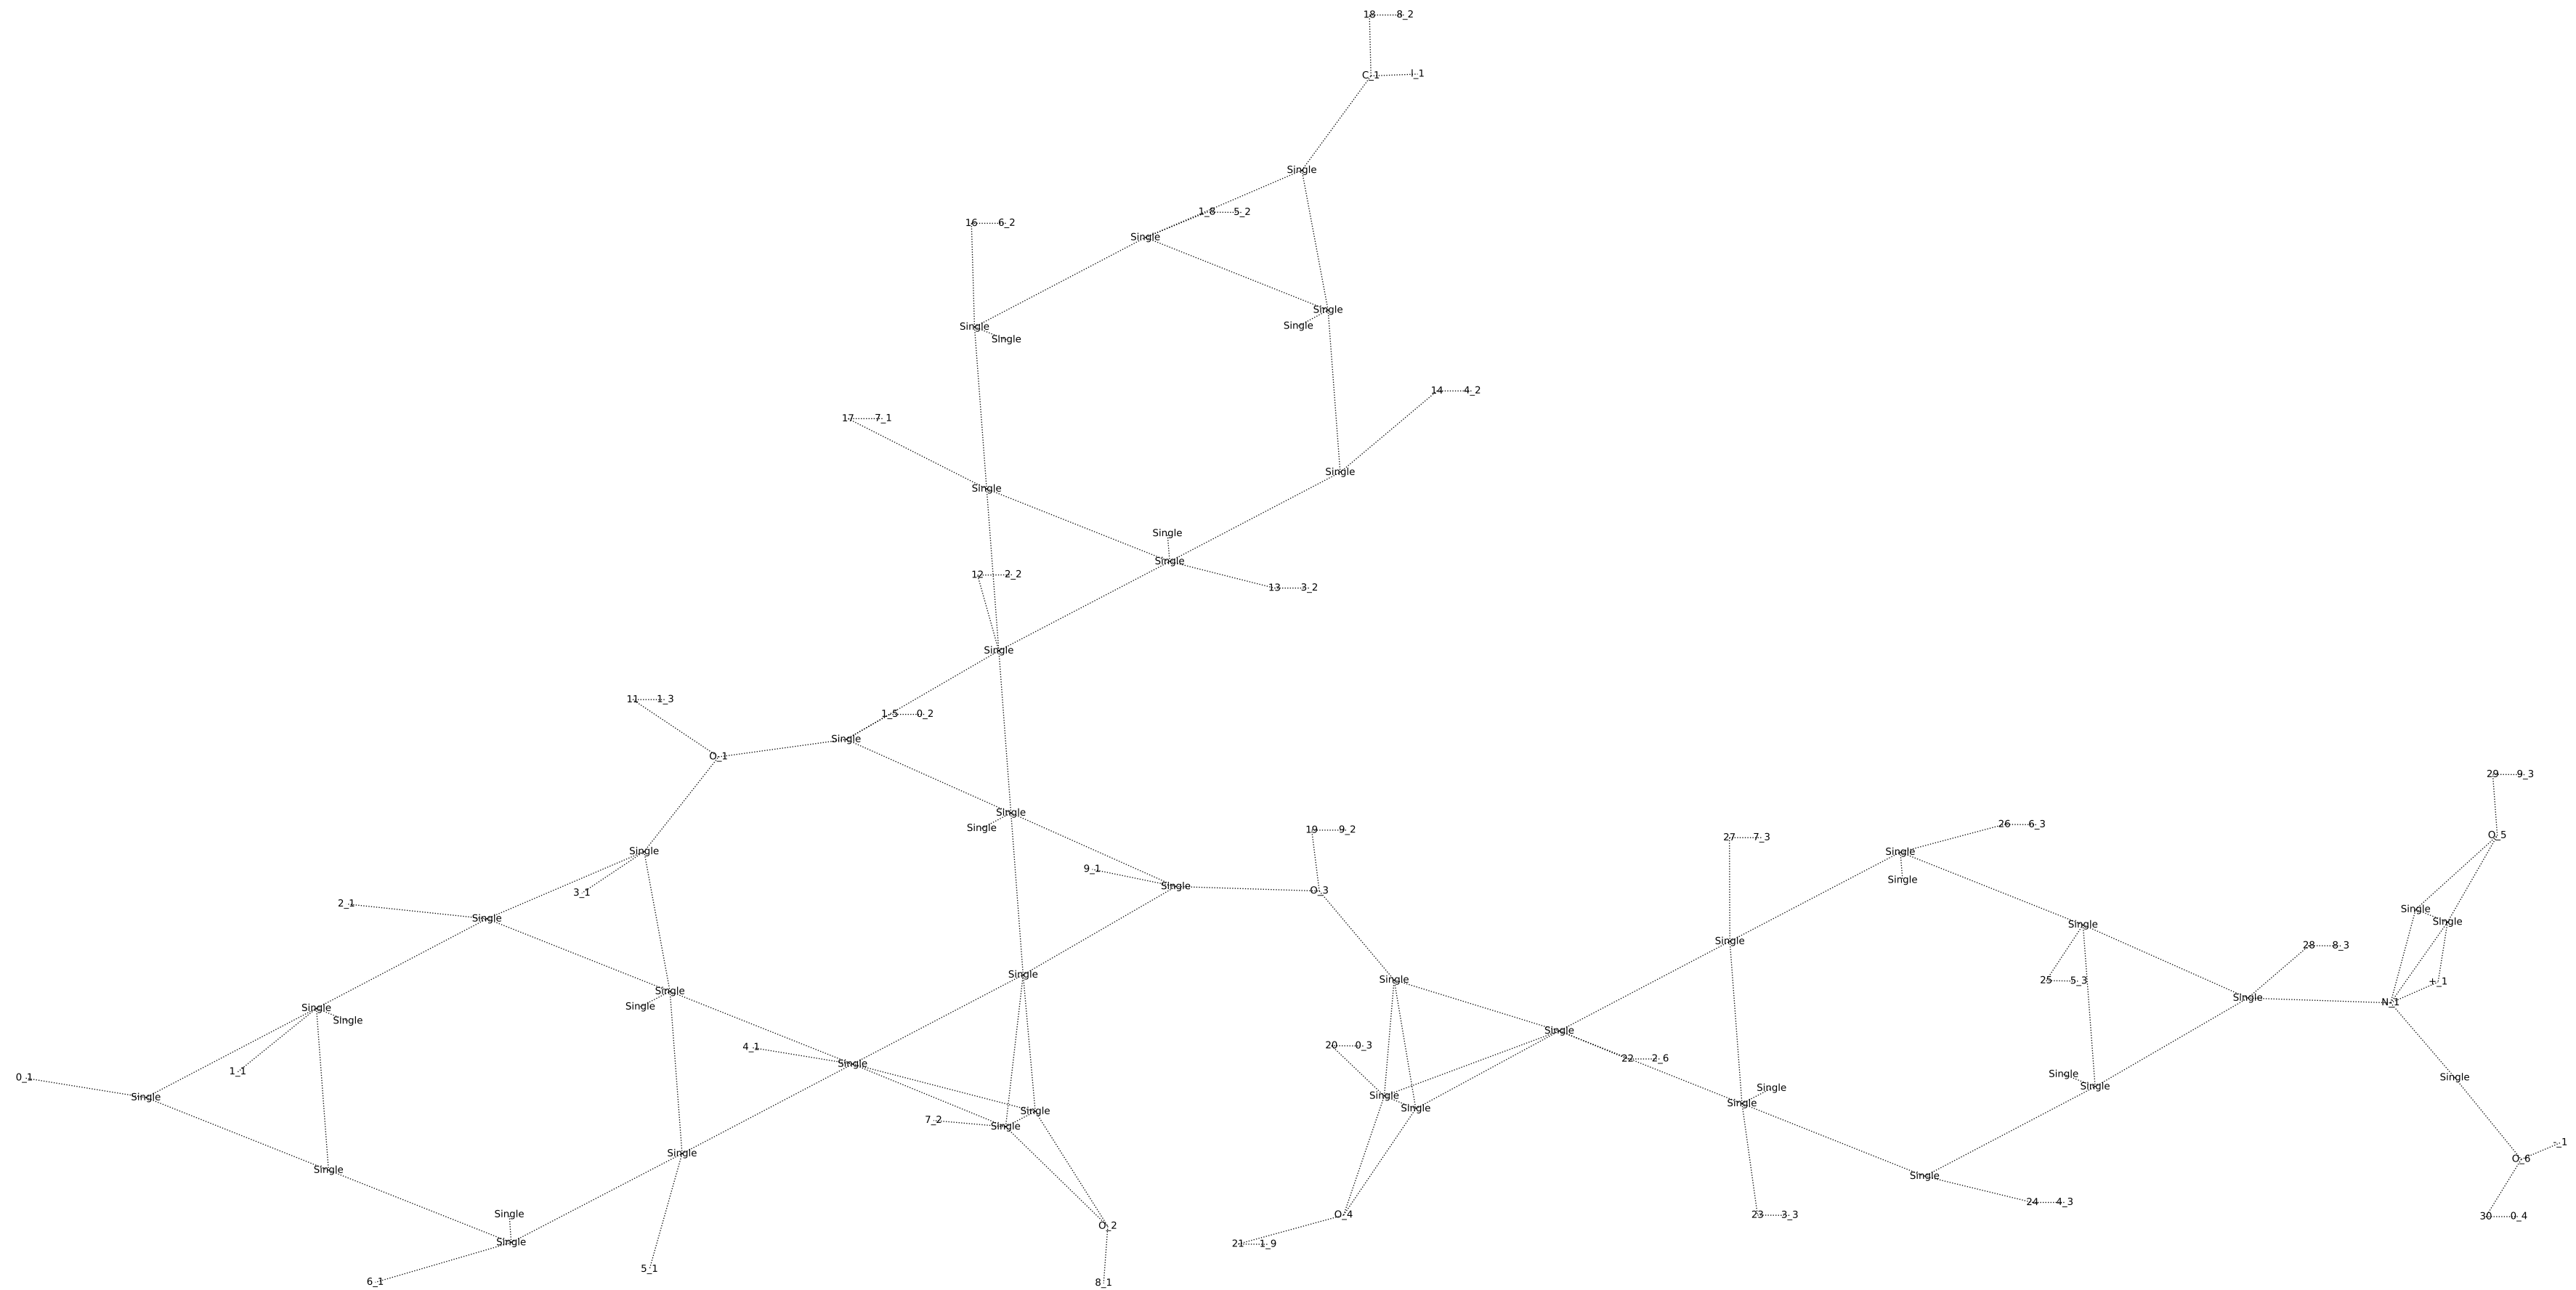 18 8_2
C_1 l_1
Single
1_8 5_2
16 6_2
Single
Single
Single Single
Single
14 4_2
17 7_1
Single
Single
Single
Single
12 2_2
13 3_2
Single
11 1_3
1_5 0_2
Single
O_1
29 9_3
Single
26 6_3
19 9_2
Single
O_5
27 7_3
Single
Single
9_1
Single
Single
O_3
3_1
2_1
Single
Single
Single
Single
Single
28 8_3
Single
Single
Single
25 5_3
+_1
Single
Single
N_1
Single
Single
Single
Single
20 0_3
4_1
22 2_6
Single
1_1
Single
Single
0_1
Single
Single
Single
Single
Single
Single
Single
7_2
Single
-_1
Single
O_6
Single
Single
24 4_3
Single
O_4
23 3_3
30 0_4
O_2
Single
21 1_9
5_1
6_1
8_1